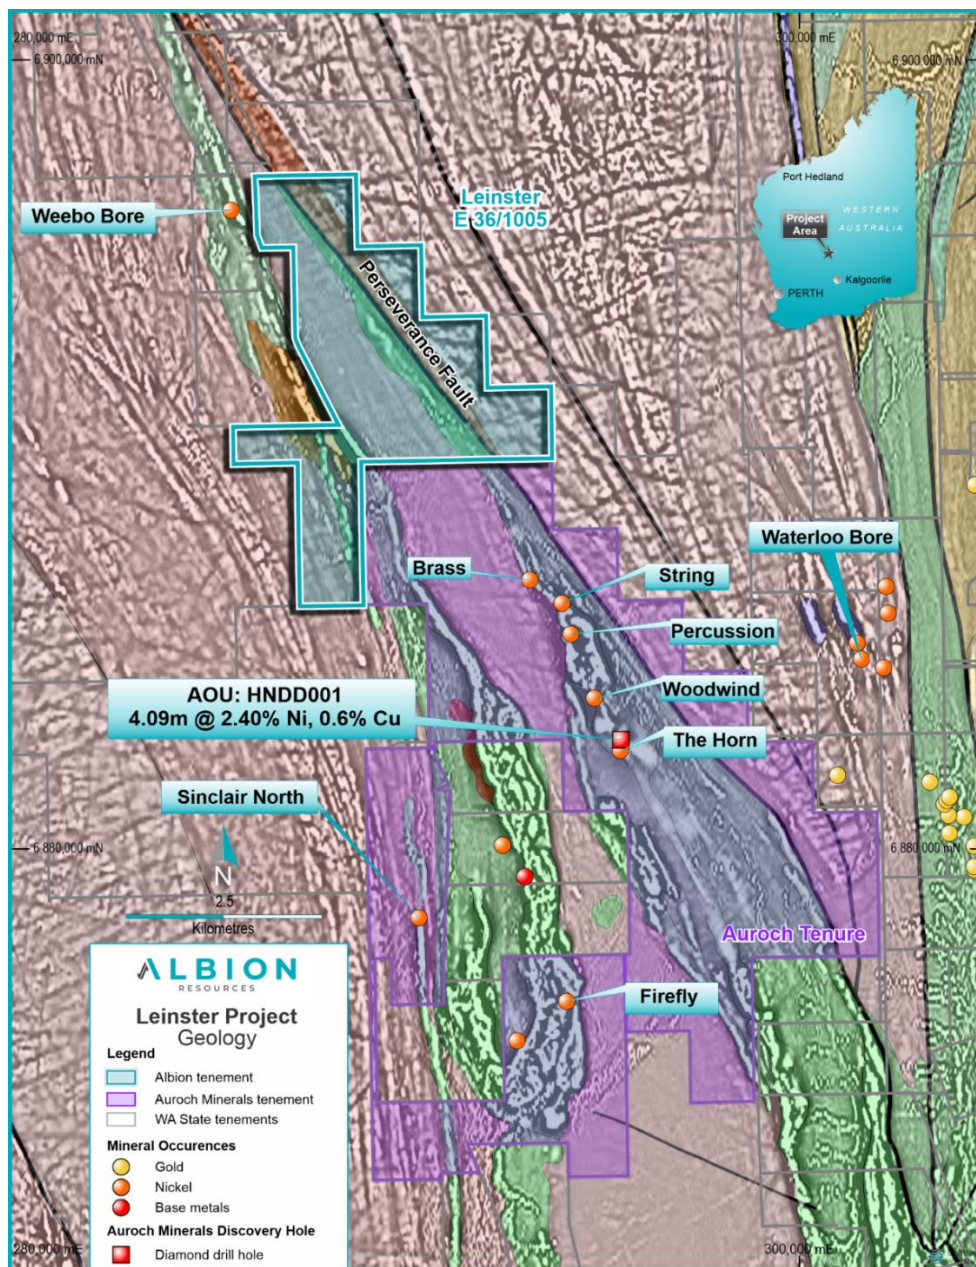 280,000 mE
300,000 mE
6,900,000 mN
6,900,000 mN
Port Hedland
WESTERN
AUSTRALIA
Project
Area
Kalgoorlie
PERTH
Weebo Bore
Leinster
E 36/1005
Perseverance Fault
Waterloo Bore
Brass
String
Percussion
Woodwind
AOU: HNDD001
4.09m @ 2.40% Ni, 0.6% Cu
The Horn
Sinclair North
6 880,000 mN
6,880,000 mN
N
2.5
Kilometres
Auroch Tenure
Firefly
ALBION
RESOURCES
Leinster Project
Geology
Legend
Albion tenement
Auroch Minerals tenement
WA State tenements
Mineral Occurences
Gold
Nickel
Base metals
Auroch Minerals Discovery Hole
Diamond drill hole
280,000 mE
300,000 mE